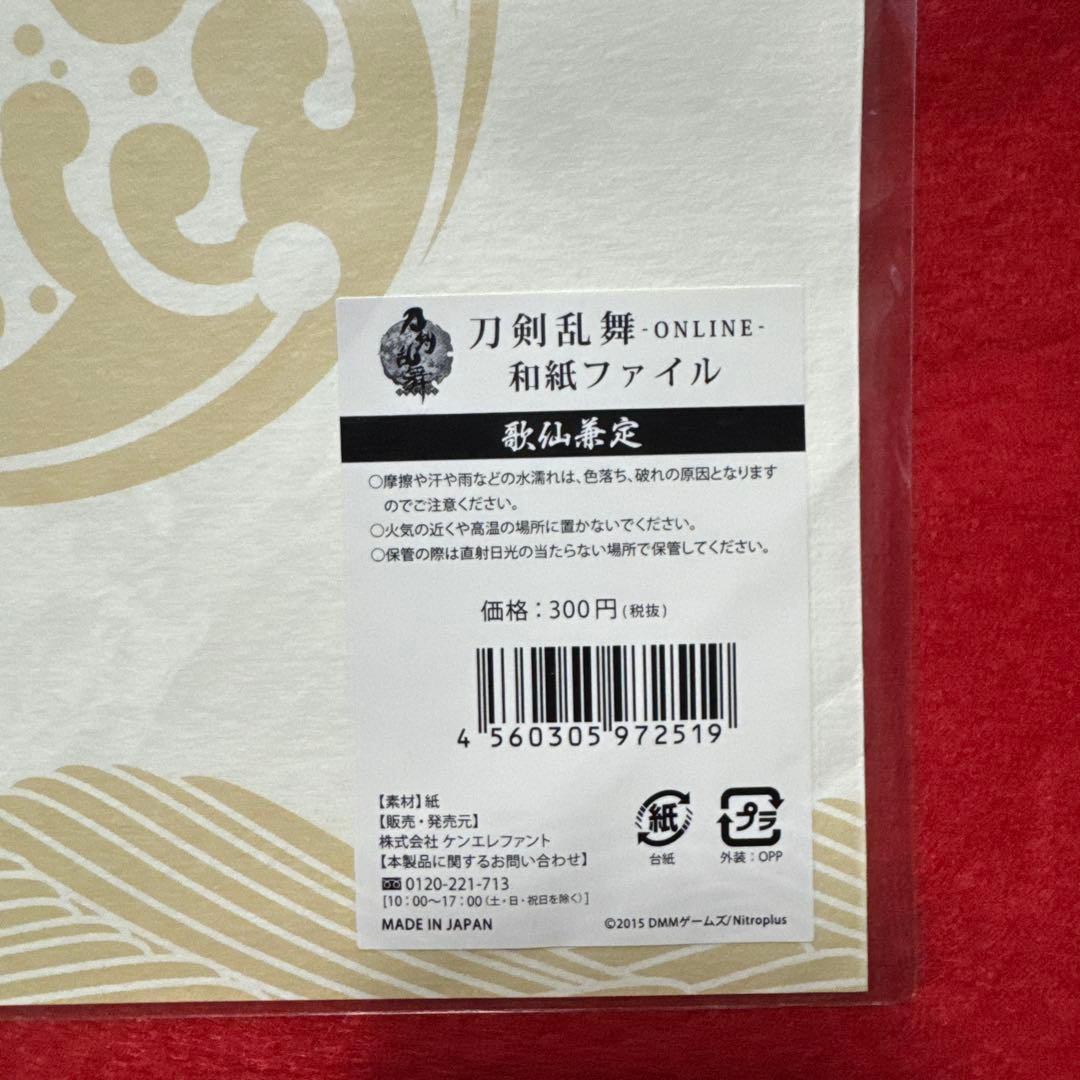 刀剣乱舞
刀剣乱舞-ONLINE-
和紙ファイル
歌仙兼定
○摩擦や汗や雨などの水濡れは、色落ち、破れの原因となります
のでご注意ください。
○火気の近くや高温の場所に置かないでください。
○保管の際は直射日光の当たらない場所で保管してください。
価格：300円(税抜)
4 560305 972519
【素材】紙
【販売・発売元】
株式会社 ケンエレファント
【本製品に関するお問い合わせ】
0120-221-713
[10：00〜17：00(土・日・祝日を除く)]
MADE IN JAPAN
紙
台紙
プラ
外装：OPP
©2015 DMMゲームズ/Nitroplus